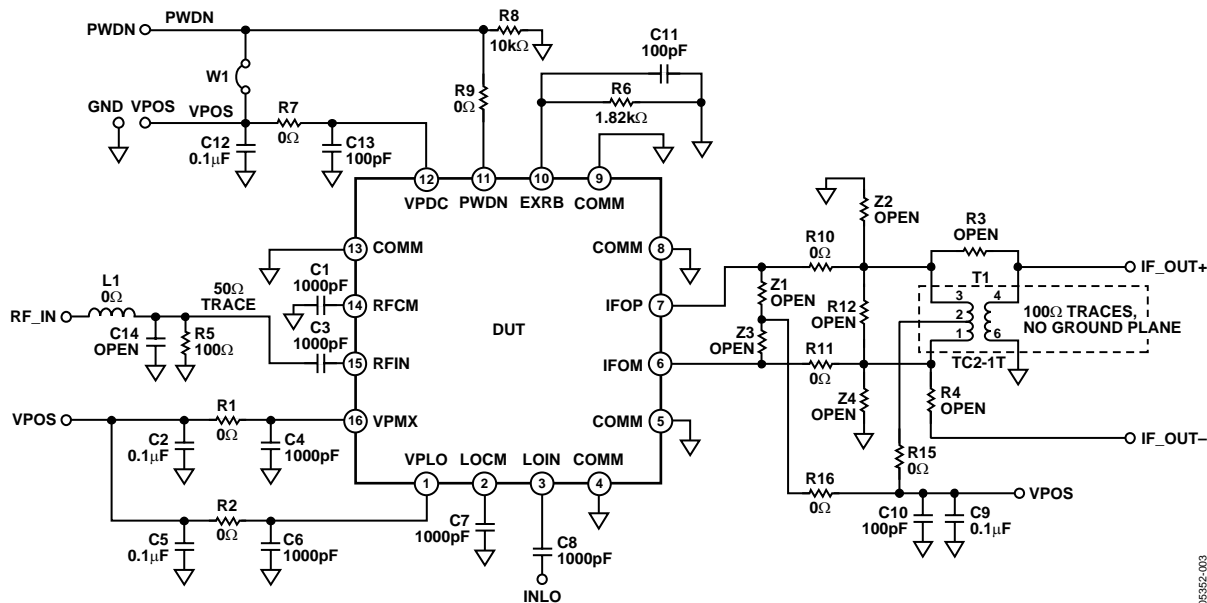 PWDN
PWDN
R8
10kΩ
C11
100pF
W1
R9
0Ω
R6
1.82kΩ
GND
VPOS
VPOS
R7
0Ω
C12
0.1μF
C13
100pF
12
11
10
9
VPDC
PWDN
EXRB
COMM
Z2
OPEN
R3
OPEN
13
COMM
COMM
8
R10
0Ω
IF_OUT+
L1
0Ω
50Ω
TRACE
C1
1000pF
14
RFCM
DUT
IFOP
7
Z1
OPEN
R12
OPEN
T1
3
2
1
4
6
100Ω TRACES,
NO GROUND PLANE
RF_IN
C14
OPEN
R5
100Ω
C3
1000pF
15
RFIN
IFOM
6
Z3
OPEN
R11
0Ω
TC2-1T
Z4
OPEN
R4
OPEN
VPOS
R1
0Ω
16
VPMX
COMM
5
C2
0.1μF
C4
1000pF
IF_OUT–
VPLO
LOCM
LOIN
COMM
1
2
3
4
R15
0Ω
R16
0Ω
VPOS
R2
0Ω
C5
0.1μF
C6
1000pF
C7
1000pF
C8
1000pF
C10
100pF
C9
0.1μF
INLO
05352-003